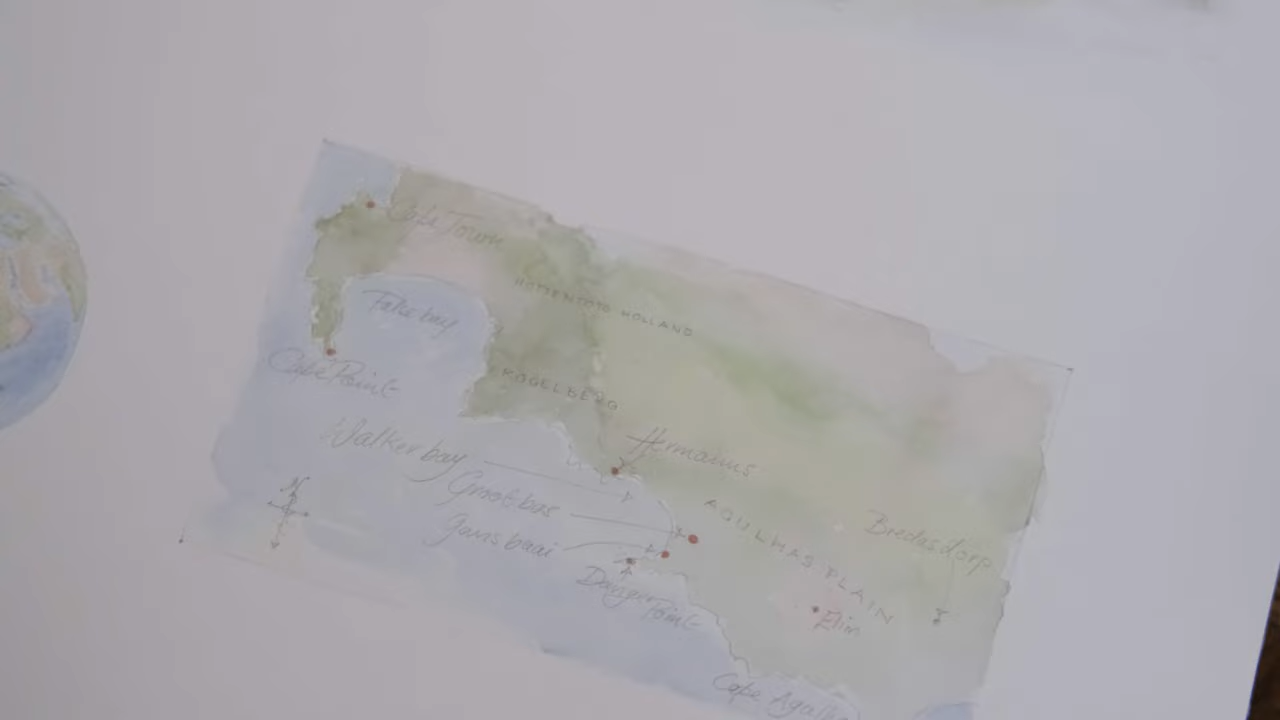 Cape Town
HOTTENTOTS HOLLAND
False bay
Cape Point
KOGELBERG
Walker bay
Hermanus
Grootbos
AGULHAS PLAIN
Bredasdorp
Gansbaai
Danger Point
Elim
Cape Agulhas
N